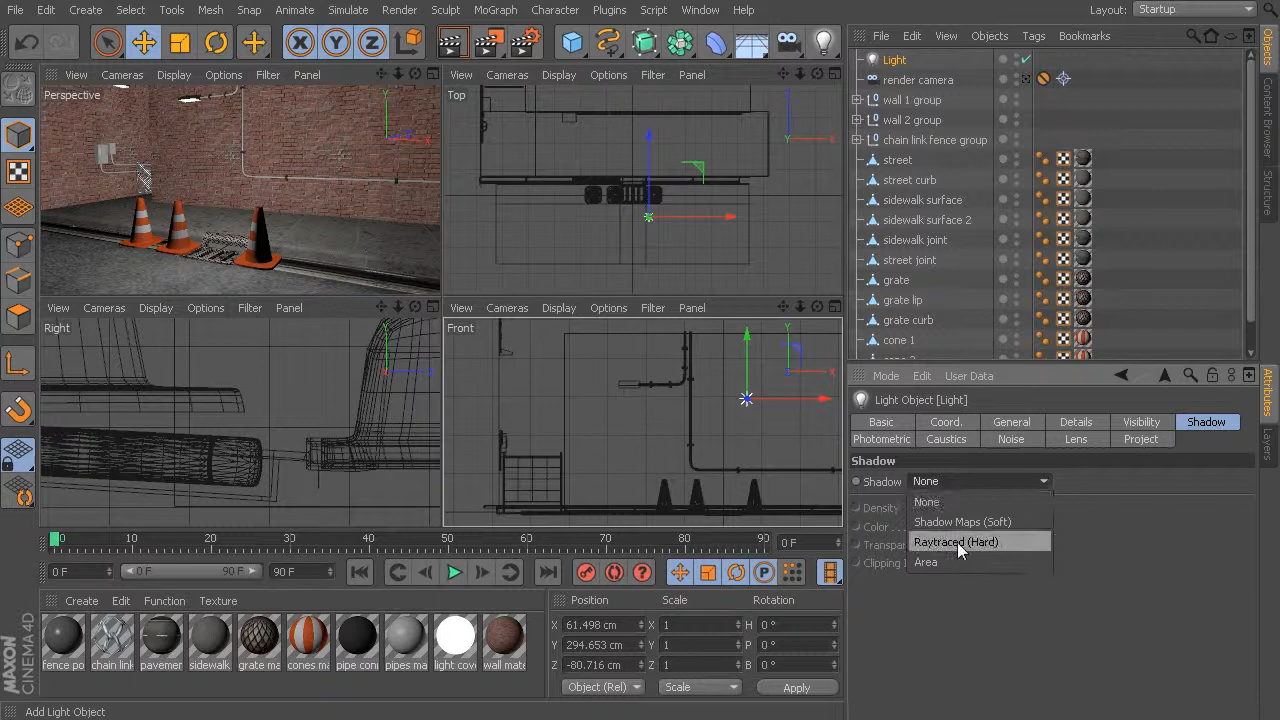 File Edit Create Select Tools Mesh Snap Animate Simulate Render Sculpt MoGraph Character Plugins Script Window Help Layout: Startup
File Edit View Objects Tags Bookmarks
View Cameras Display Options Filter Panel
Perspective
View Cameras Display Options Filter Panel
Top
View Cameras Display Options Filter Panel
Right
View Cameras Display Options Filter Panel
Front
Light
render camera
wall 1 group
wall 2 group
chain link fence group
street
street curb
sidewalk surface
sidewalk surface 2
sidewalk joint
street joint
grate
grate lip
grate curb
cone 1
Objects
Content Browser
Structure
Mode Edit User Data
Light Object [Light]
Basic Coord. General Details Visibility Shadow
Photometric Caustics Noise Lens Project
Shadow
Shadow None
None
Shadow Maps (Soft)
Raytraced (Hard)
Area
Density
Color
Transpar
Clipping I
Attributes
Layers
0 10 20 30 40 50 60 70 80 90 0 F
0 F 0 F 90 F 90 F
Create Edit Function Texture
fence po chain link pavemer sidewalk grate ma cones ma pipe coni pipes ma light cove wall mate
Position Scale Rotation
X 61.498 cm X 1 H 0 °
Y 294.653 cm Y 1 P 0 °
Z -80.716 cm Z 1 B 0 °
Object (Rel) Scale Apply
MAXON
CINEMA 4D
Add Light Object